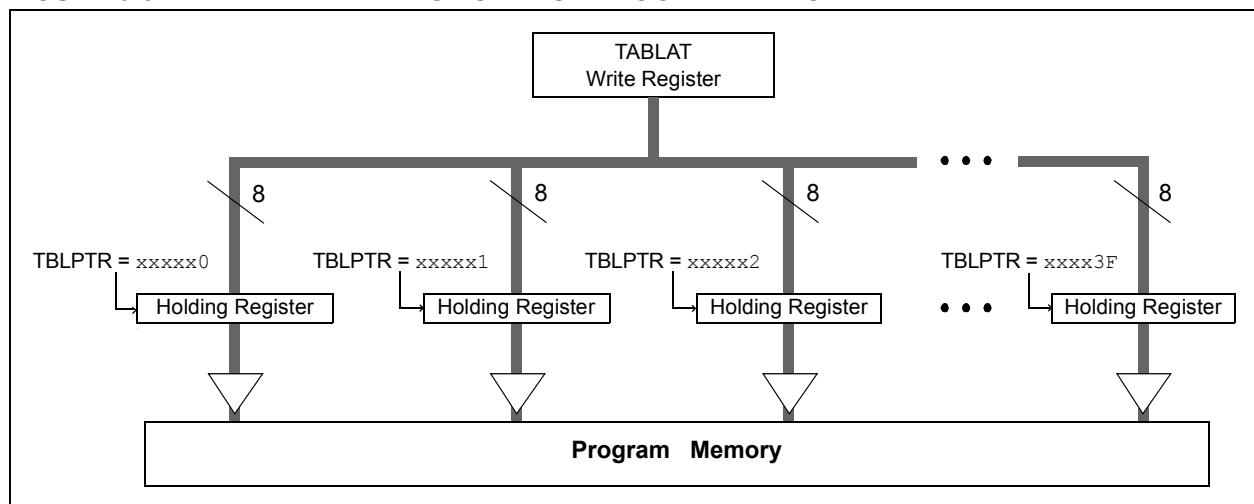 TABLAT
Write Register
8
8
8
8
TBLPTR = xxxxx0
TBLPTR = xxxxx1
TBLPTR = xxxxx2
TBLPTR = xxxx3F
Holding Register
Holding Register
Holding Register
Holding Register
Program Memory